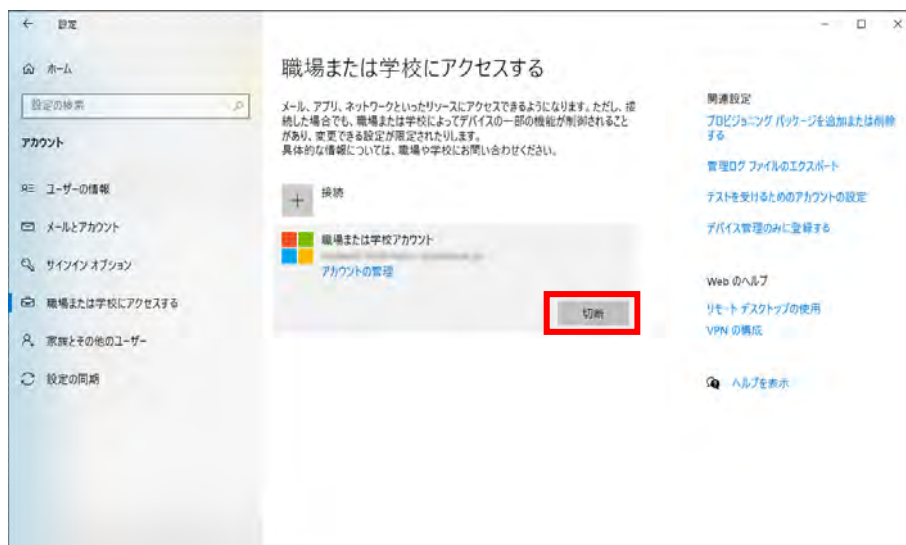 設定
ホーム
設定の検索
アカウント
ユーザーの情報
メールとアカウント
サインイン オプション
職場または学校にアクセスする
家族とその他のユーザー
設定の同期
職場または学校にアクセスする
メール、アプリ、ネットワークといったリソースにアクセスできるようになります。ただし、接
続した場合でも、職場または学校によってデバイスの一部の機能が制御されること
があり、変更できる設定が限定されたりします。
具体的な情報については、職場や学校にお問い合わせください。
接続
職場または学校アカウント
アカウントの管理
切断
関連設定
プロビジョニング パッケージを追加または削除
する
管理ログ ファイルのエクスポート
テストを受けるためのアカウントの設定
デバイス管理のみに登録する
Web のヘルプ
リモート デスクトップの使用
VPN の構成
ヘルプを表示